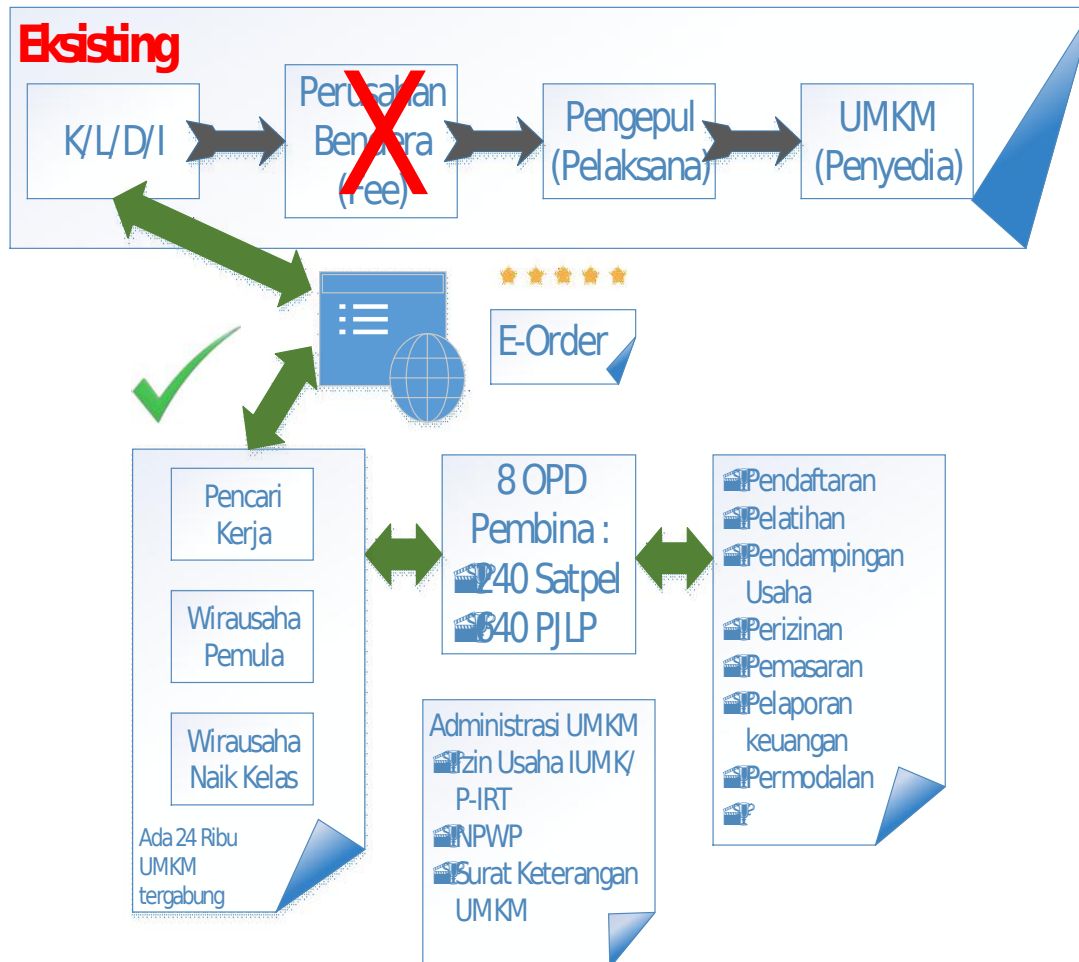 Eksisting
K/L/D/I
Perusahan
Bendera
(Fee)
Pengepul
(Pelaksana)
UMKM
(Penyedia)
E-Order
Pencari
Kerja
Wirausaha
Pemula
Wirausaha
Naik Kelas
Ada 24 Ribu
UMKM
tergabung
8 OPD
Pembina :
240 Satpel
640 PJLP
Administrasi UMKM
Izin Usaha IUMK/
P-IRT
NPWP
Surat Keterangan
UMKM
Pendaftaran
Pelatihan
Pendampingan
Usaha
Perizinan
Pemasaran
Pelaporan
keuangan
Permodalan